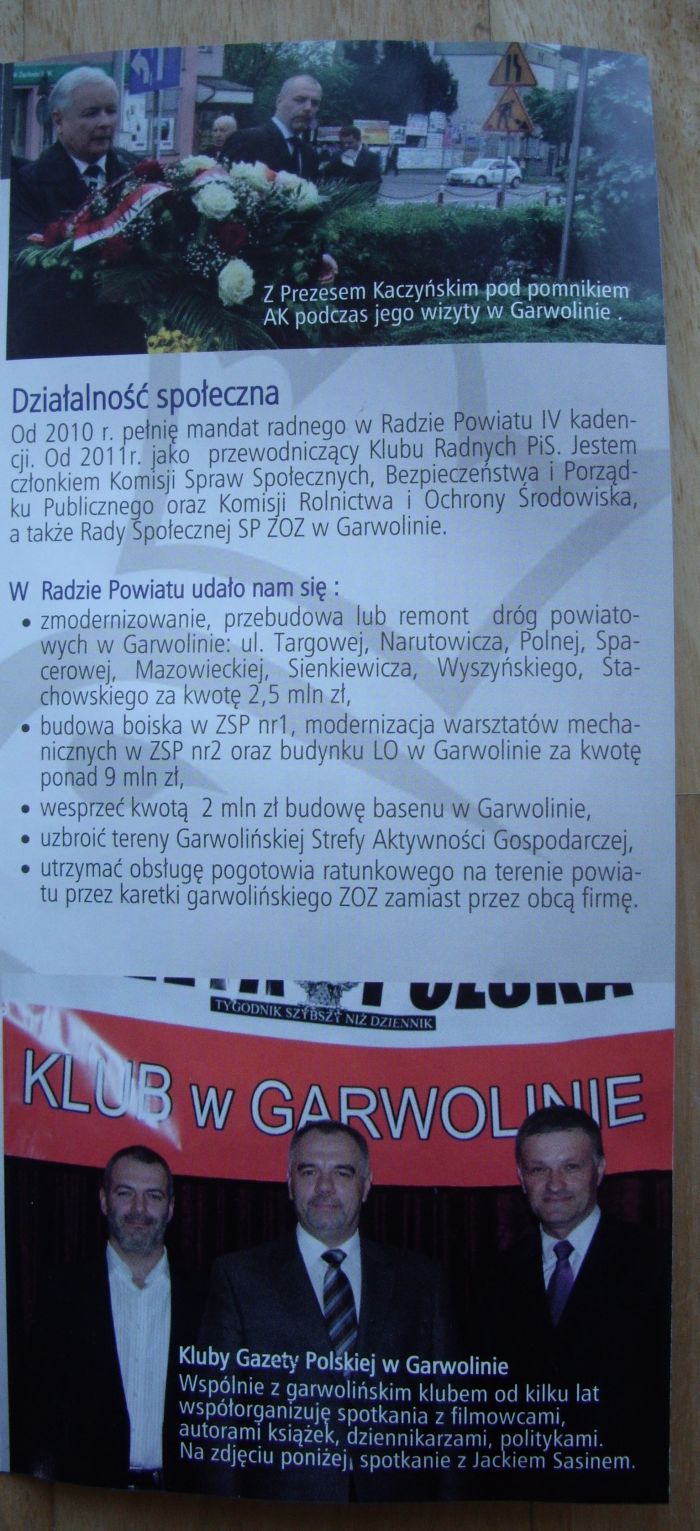 Z Prezesem Kaczyńskim pod pomnikiem
AK podczas jego wizyty w Garwolinie .
Działalność społeczna
Od 2010 r. pełnię mandat radnego w Radzie Powiatu IV kaden-
cji. Od 2011r. jako przewodniczący Klubu Radnych PiS. Jestem
członkiem Komisji Spraw Społecznych, Bezpieczeństwa i Porząd-
ku Publicznego oraz Komisji Rolnictwa i Ochrony Środowiska,
a także Rady Społecznej SP ZOZ w Garwolinie.
W Radzie Powiatu udało nam się :
• zmodernizowanie, przebudowa lub remont dróg powiato-
wych w Garwolinie: ul. Targowej, Narutowicza, Polnej, Spa-
cerowej, Mazowieckiej, Sienkiewicza, Wyszyńskiego, Sta-
chowskiego za kwotę 2,5 mln zł,
• budowa boiska w ZSP nr1, modernizacja warsztatów mecha-
nicznych w ZSP nr2 oraz budynku LO w Garwolinie za kwotę
ponad 9 mln zł,
• wesprzeć kwotą 2 mln zł budowę basenu w Garwolinie,
• uzbroić tereny Garwolińskiej Strefy Aktywności Gospodarczej,
• utrzymać obsługę pogotowia ratunkowego na terenie powia-
tu przez karetki garwolińskiego ZOZ zamiast przez obcą firmę.
POLSKA
TYGODNIK SZYBSZY NIŻ DZIENNIK
KLUB w GARWOLINIE
Kluby Gazety Polskiej w Garwolinie
Wspólnie z garwolińskim klubem od kilku lat
współorganizuję spotkania z filmowcami,
autorami książek, dziennikarzami, politykami.
Na zdjęciu poniżej, spotkanie z Jackiem Sasinem.